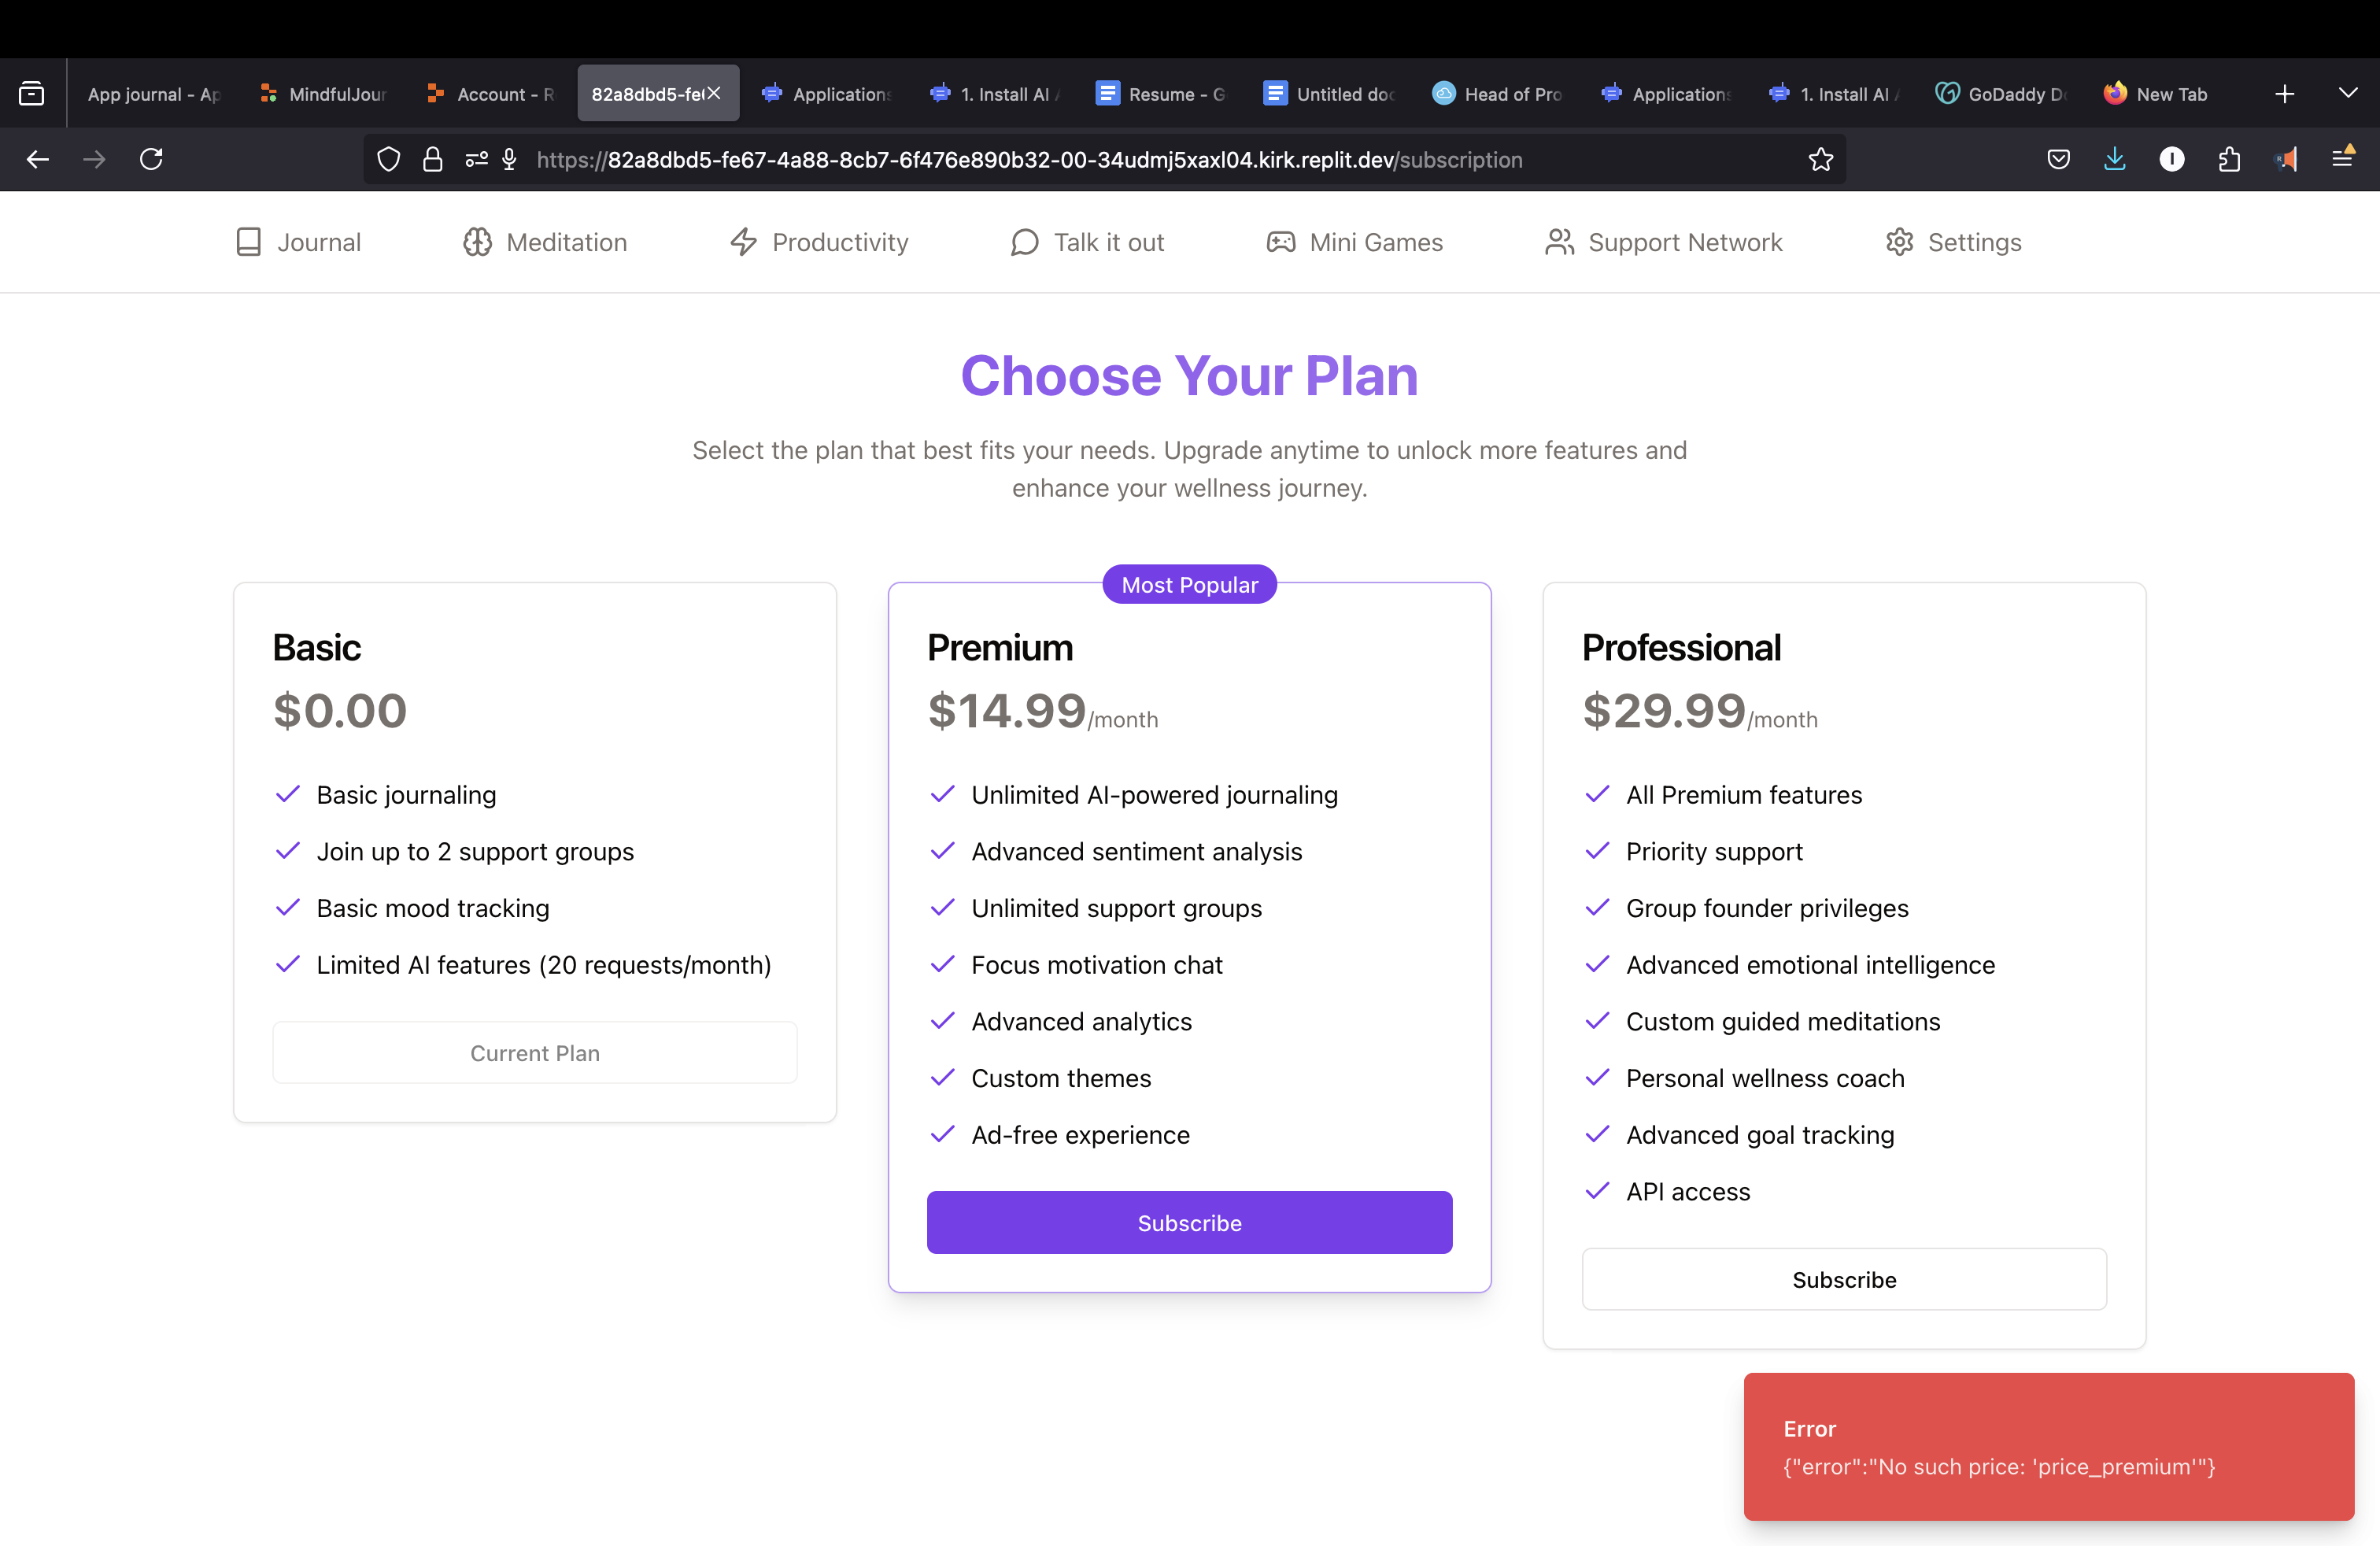 App journal - Ap
MindfulJour
Account - R
82a8dbd5-fe
Applications
1. Install AI
Resume - G
Untitled doc
Head of Pro
Applications
1. Install AI
GoDaddy Do
New Tab
https://82a8dbd5-fe67-4a88-8cb7-6f476e890b32-00-34udmj5xaxl04.kirk.replit.dev/subscription
Journal
Meditation
Productivity
Talk it out
Mini Games
Support Network
Settings
Choose Your Plan
Select the plan that best fits your needs. Upgrade anytime to unlock more features and
enhance your wellness journey.
Basic
$0.00
Basic journaling
Join up to 2 support groups
Basic mood tracking
Limited AI features (20 requests/month)
Current Plan
Most Popular
Premium
$14.99/month
Unlimited AI-powered journaling
Advanced sentiment analysis
Unlimited support groups
Focus motivation chat
Advanced analytics
Custom themes
Ad-free experience
Subscribe
Professional
$29.99/month
All Premium features
Priority support
Group founder privileges
Advanced emotional intelligence
Custom guided meditations
Personal wellness coach
Advanced goal tracking
API access
Subscribe
Error
{"error":"No such price: 'price_premium'"}